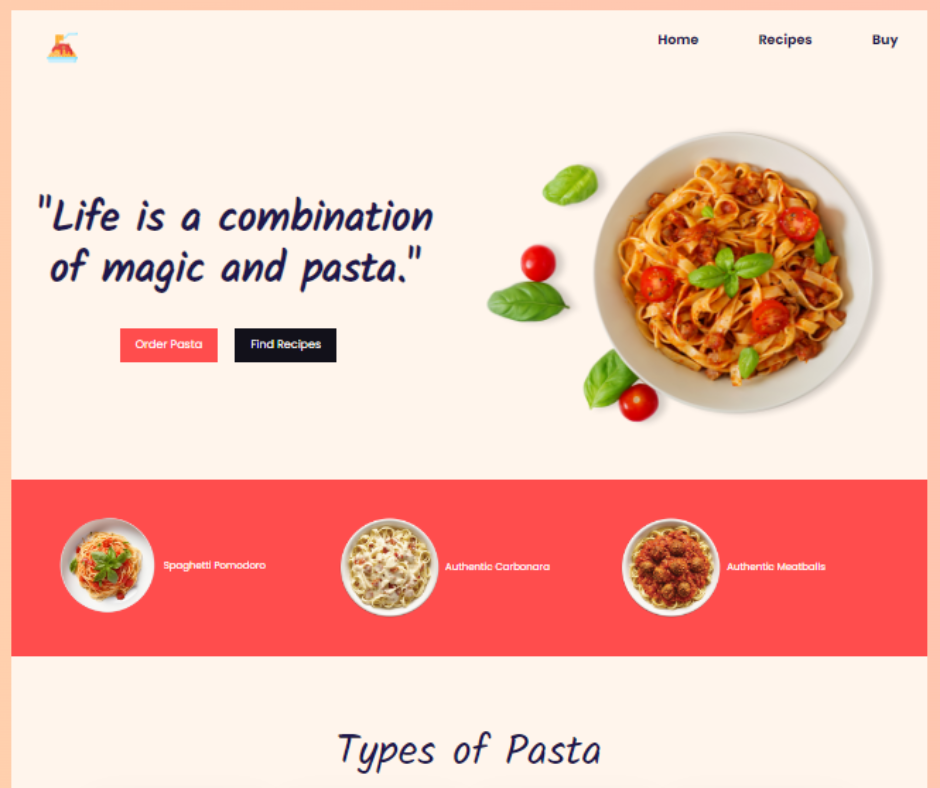 Home Recipes Buy
"Life is a combination
of magic and pasta."
Order Pasta Find Recipes
Spaghetti Pomodoro Authentic Carbanara Authentic Meatballs
Types of Pasta